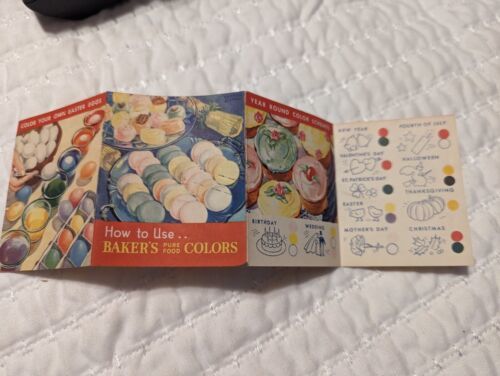 COLOR YOUR OWN EASTER EGGS
How to Use..
BAKER'S PURE FOOD COLORS
YEAR ROUND COLOR SCHEMES
BIRTHDAY
WEDDING
NEW YEAR
VALENTINE'S DAY
ST. PATRICK'S DAY
EASTER
MOTHER'S DAY
FOURTH OF JULY
HALLOWEEN
THANKSGIVING
CHRISTMAS